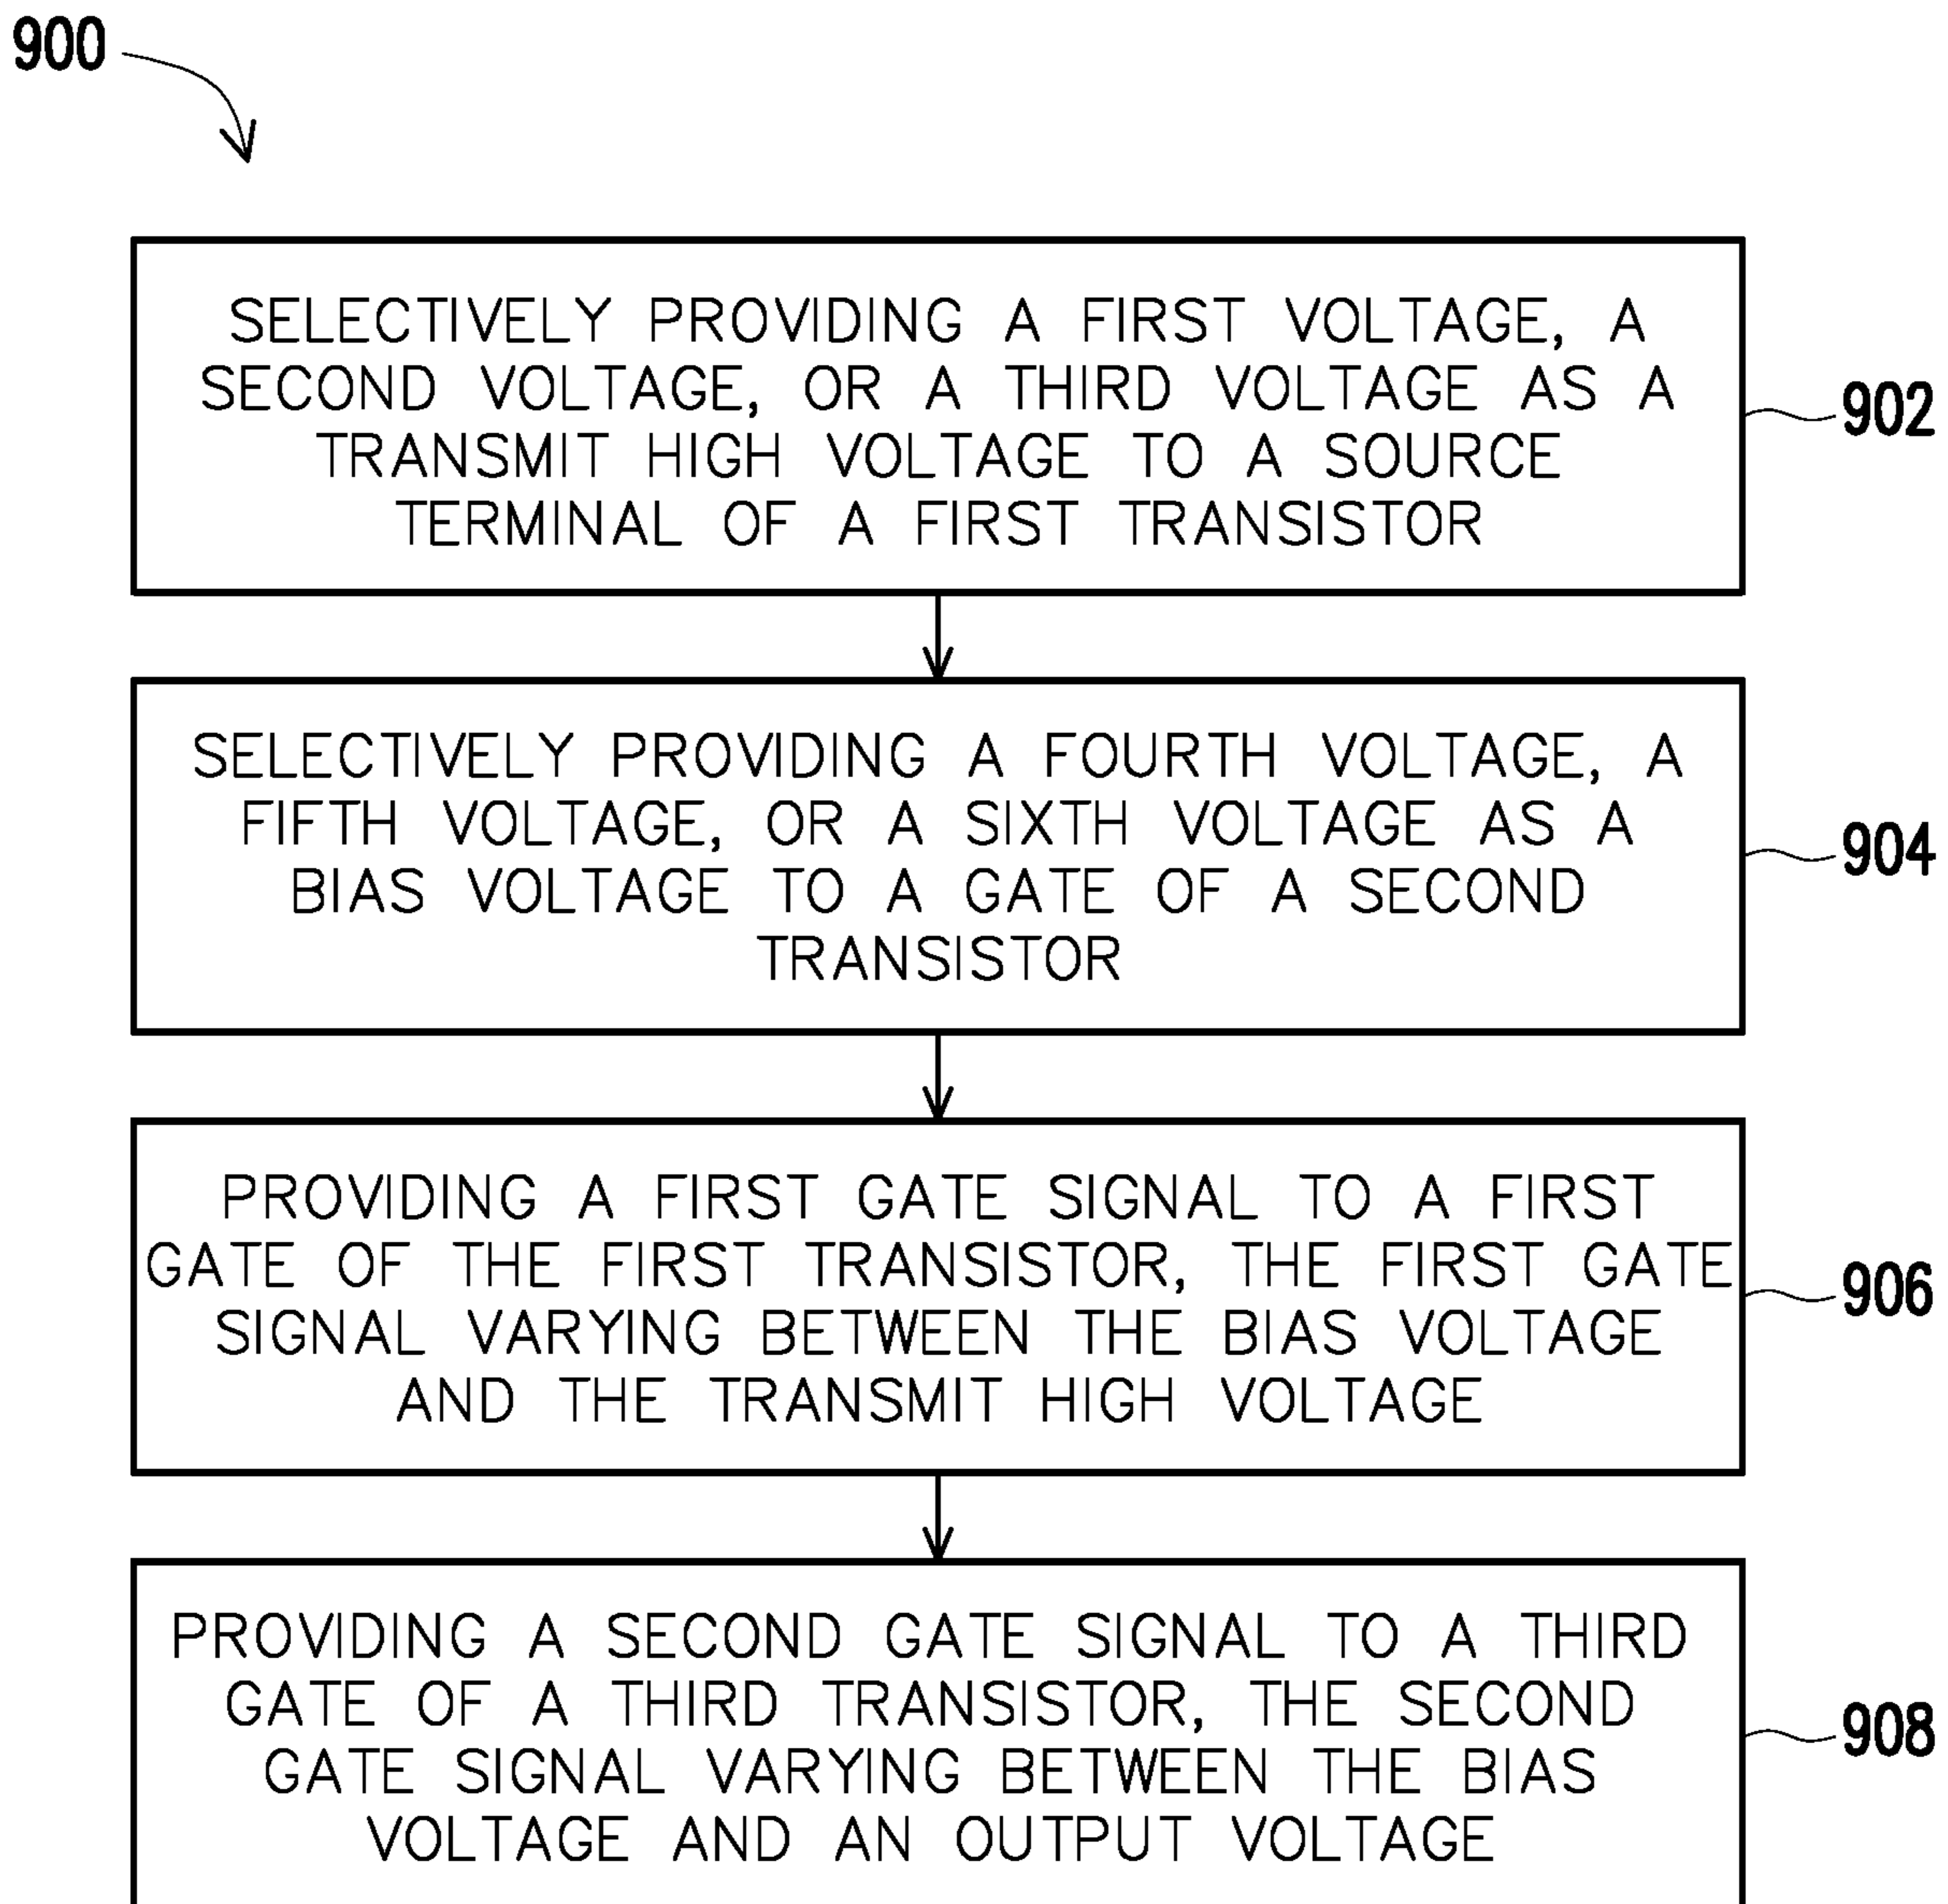 900
SELECTIVELY PROVIDING A FIRST VOLTAGE, A
SECOND VOLTAGE, OR A THIRD VOLTAGE AS A
TRANSMIT HIGH VOLTAGE TO A SOURCE
TERMINAL OF A FIRST TRANSISTOR
902
SELECTIVELY PROVIDING A FOURTH VOLTAGE, A
FIFTH VOLTAGE, OR A SIXTH VOLTAGE AS A
BIAS VOLTAGE TO A GATE OF A SECOND
TRANSISTOR
904
PROVIDING A FIRST GATE SIGNAL TO A FIRST
GATE OF THE FIRST TRANSISTOR, THE FIRST GATE
SIGNAL VARYING BETWEEN THE BIAS VOLTAGE
AND THE TRANSMIT HIGH VOLTAGE
906
PROVIDING A SECOND GATE SIGNAL TO A THIRD
GATE OF A THIRD TRANSISTOR, THE SECOND
GATE SIGNAL VARYING BETWEEN THE BIAS
VOLTAGE AND AN OUTPUT VOLTAGE
908